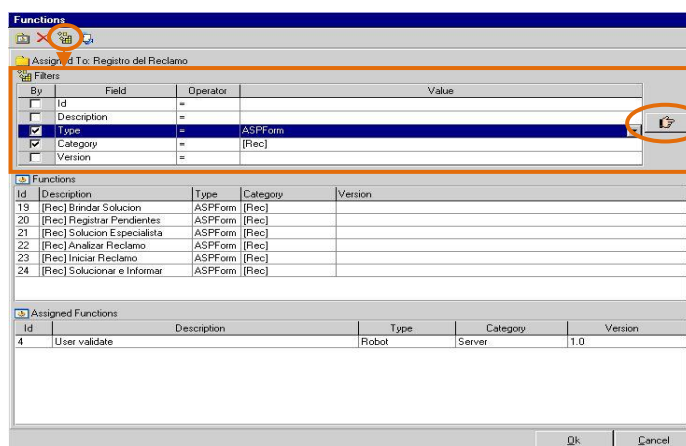 Functions
Assigned To: Registro del Reclamo
Filters
By Field Operator Value
Id =
Description =
Type = ASPForm
Category = [Rec]
Version =
Functions
Id Description Type Category Version
19 [Rec] Brindar Solucion ASPForm [Rec]
20 [Rec] Registrar Pendientes ASPForm [Rec]
21 [Rec] Solucion Especialista ASPForm [Rec]
22 [Rec] Analizar Reclamo ASPForm [Rec]
23 [Rec] Iniciar Reclamo ASPForm [Rec]
24 [Rec] Solucionar e Informar ASPForm [Rec]
Assigned Functions
Id Description Type Category Version
4 User validate Robot Server 1.0
Ok Cancel